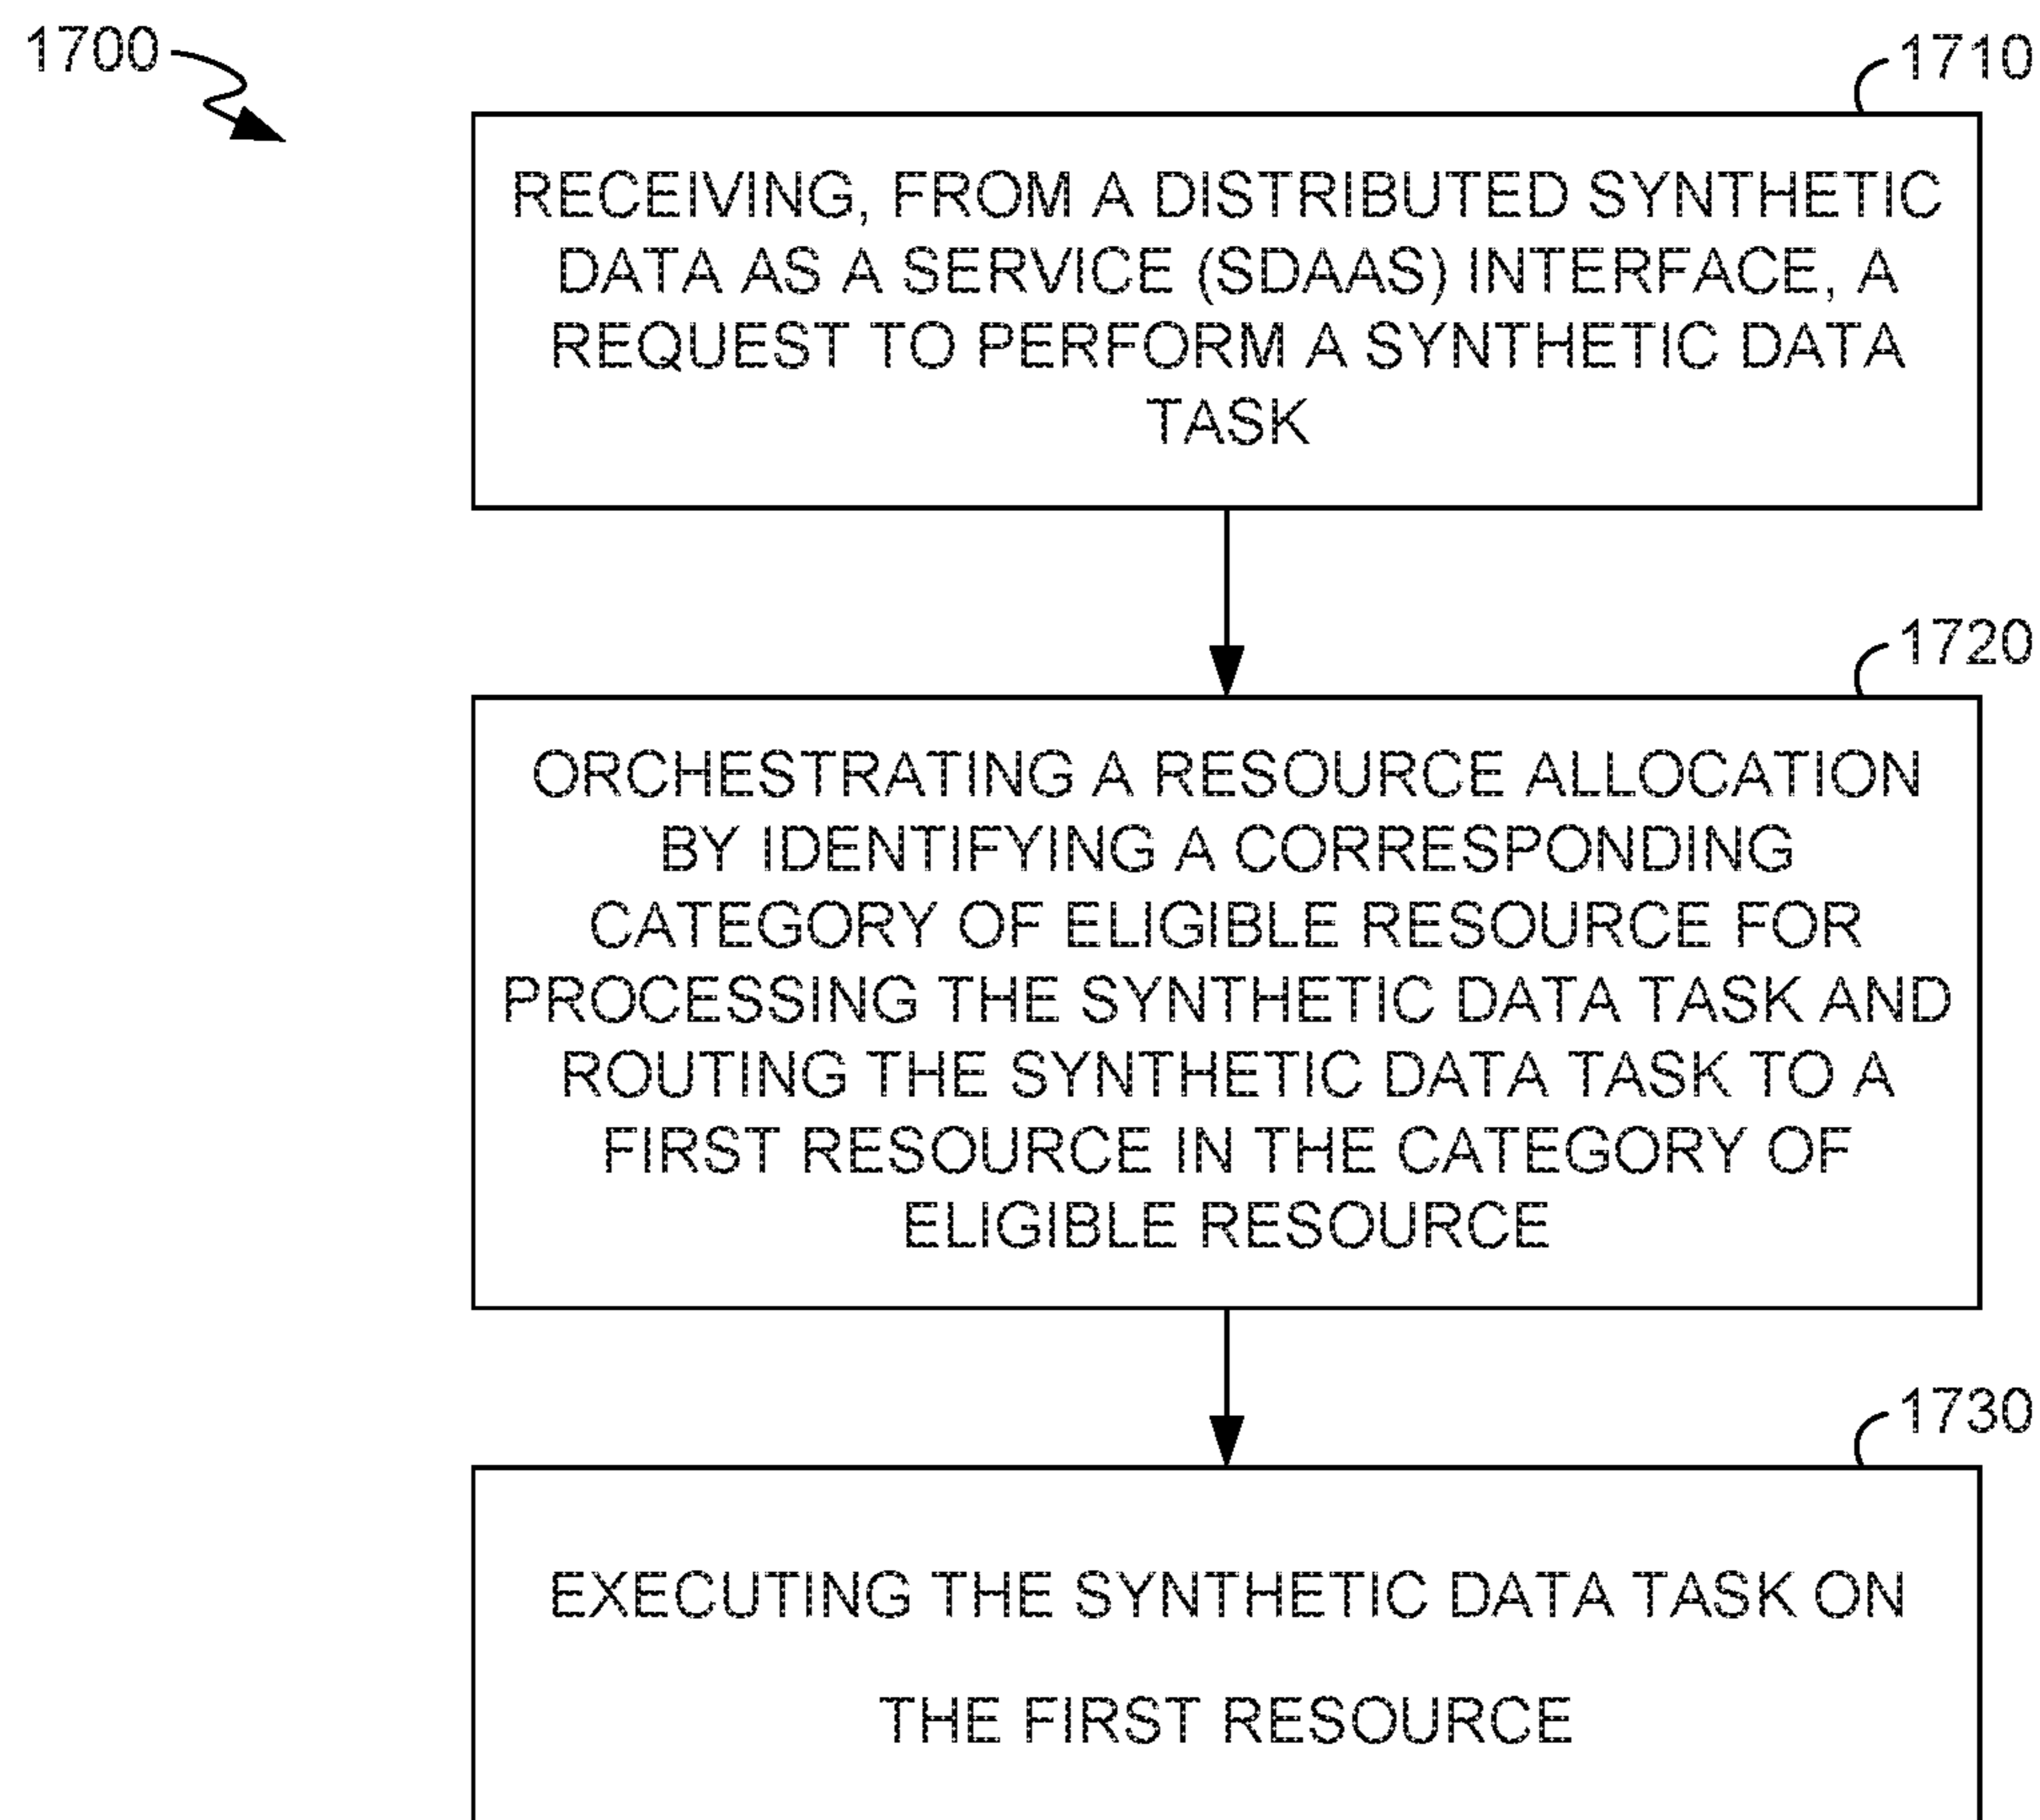 1700
1710
RECEIVING, FROM A DISTRIBUTED SYNTHETIC
DATA AS A SERVICE (SDAAS) INTERFACE, A
REQUEST TO PERFORM A SYNTHETIC DATA
TASK
1720
ORCHESTRATING A RESOURCE ALLOCATION
BY IDENTIFYING A CORRESPONDING
CATEGORY OF ELIGIBLE RESOURCE FOR
PROCESSING THE SYNTHETIC DATA TASK AND
ROUTING THE SYNTHETIC DATA TASK TO A
FIRST RESOURCE IN THE CATEGORY OF
ELIGIBLE RESOURCE
1730
EXECUTING THE SYNTHETIC DATA TASK ON
THE FIRST RESOURCE